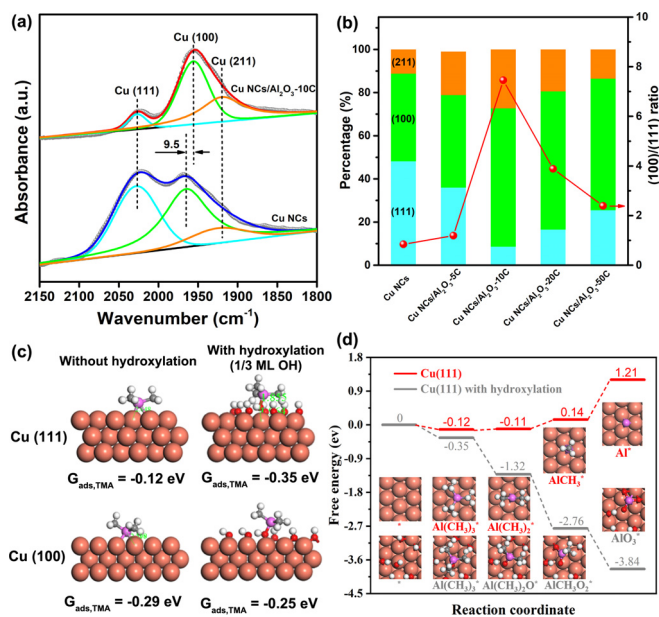 (a)
Cu (100)
Cu (211)
Cu NCs/Al₂O₃-10C
Cu (111)
9.5
Cu NCs
Absorbance (a.u.)
2150 2100 2050 2000 1950 1900 1850 1800
Wavenumber (cm⁻¹)
(b)
100
80
60
40
20
0
Percentage (%)
(211)
(100)
(111)
10
8
6
4
2
0
(100)/(111) ratio
Cu NCs
Cu NCs/Al₂O₃-5C
Cu NCs/Al₂O₃-10C
Cu NCs/Al₂O₃-20C
Cu NCs/Al₂O₃-50C
(c)
Without hydroxylation
With hydroxylation
(1/3 ML OH)
Cu (111)
G_ads,TMA = -0.12 eV
G_ads,TMA = -0.35 eV
Cu (100)
G_ads,TMA = -0.29 eV
G_ads,TMA = -0.25 eV
(d)
Cu(111)
Cu(111) with hydroxylation
1.8
0.9
0.0
-0.9
-1.8
-2.7
-3.6
-4.5
Free energy (ev)
0
-0.12
-0.11
0.14
1.21
-0.35
-1.32
-2.76
-3.84
*
Al(CH₃)₃*
Al(CH₃)₂*
AlCH₃*
Al*
*
Al(CH₃)₃*
Al(CH₃)₂O*
AlCH₃O₂*
AlO₃*
Reaction coordinate